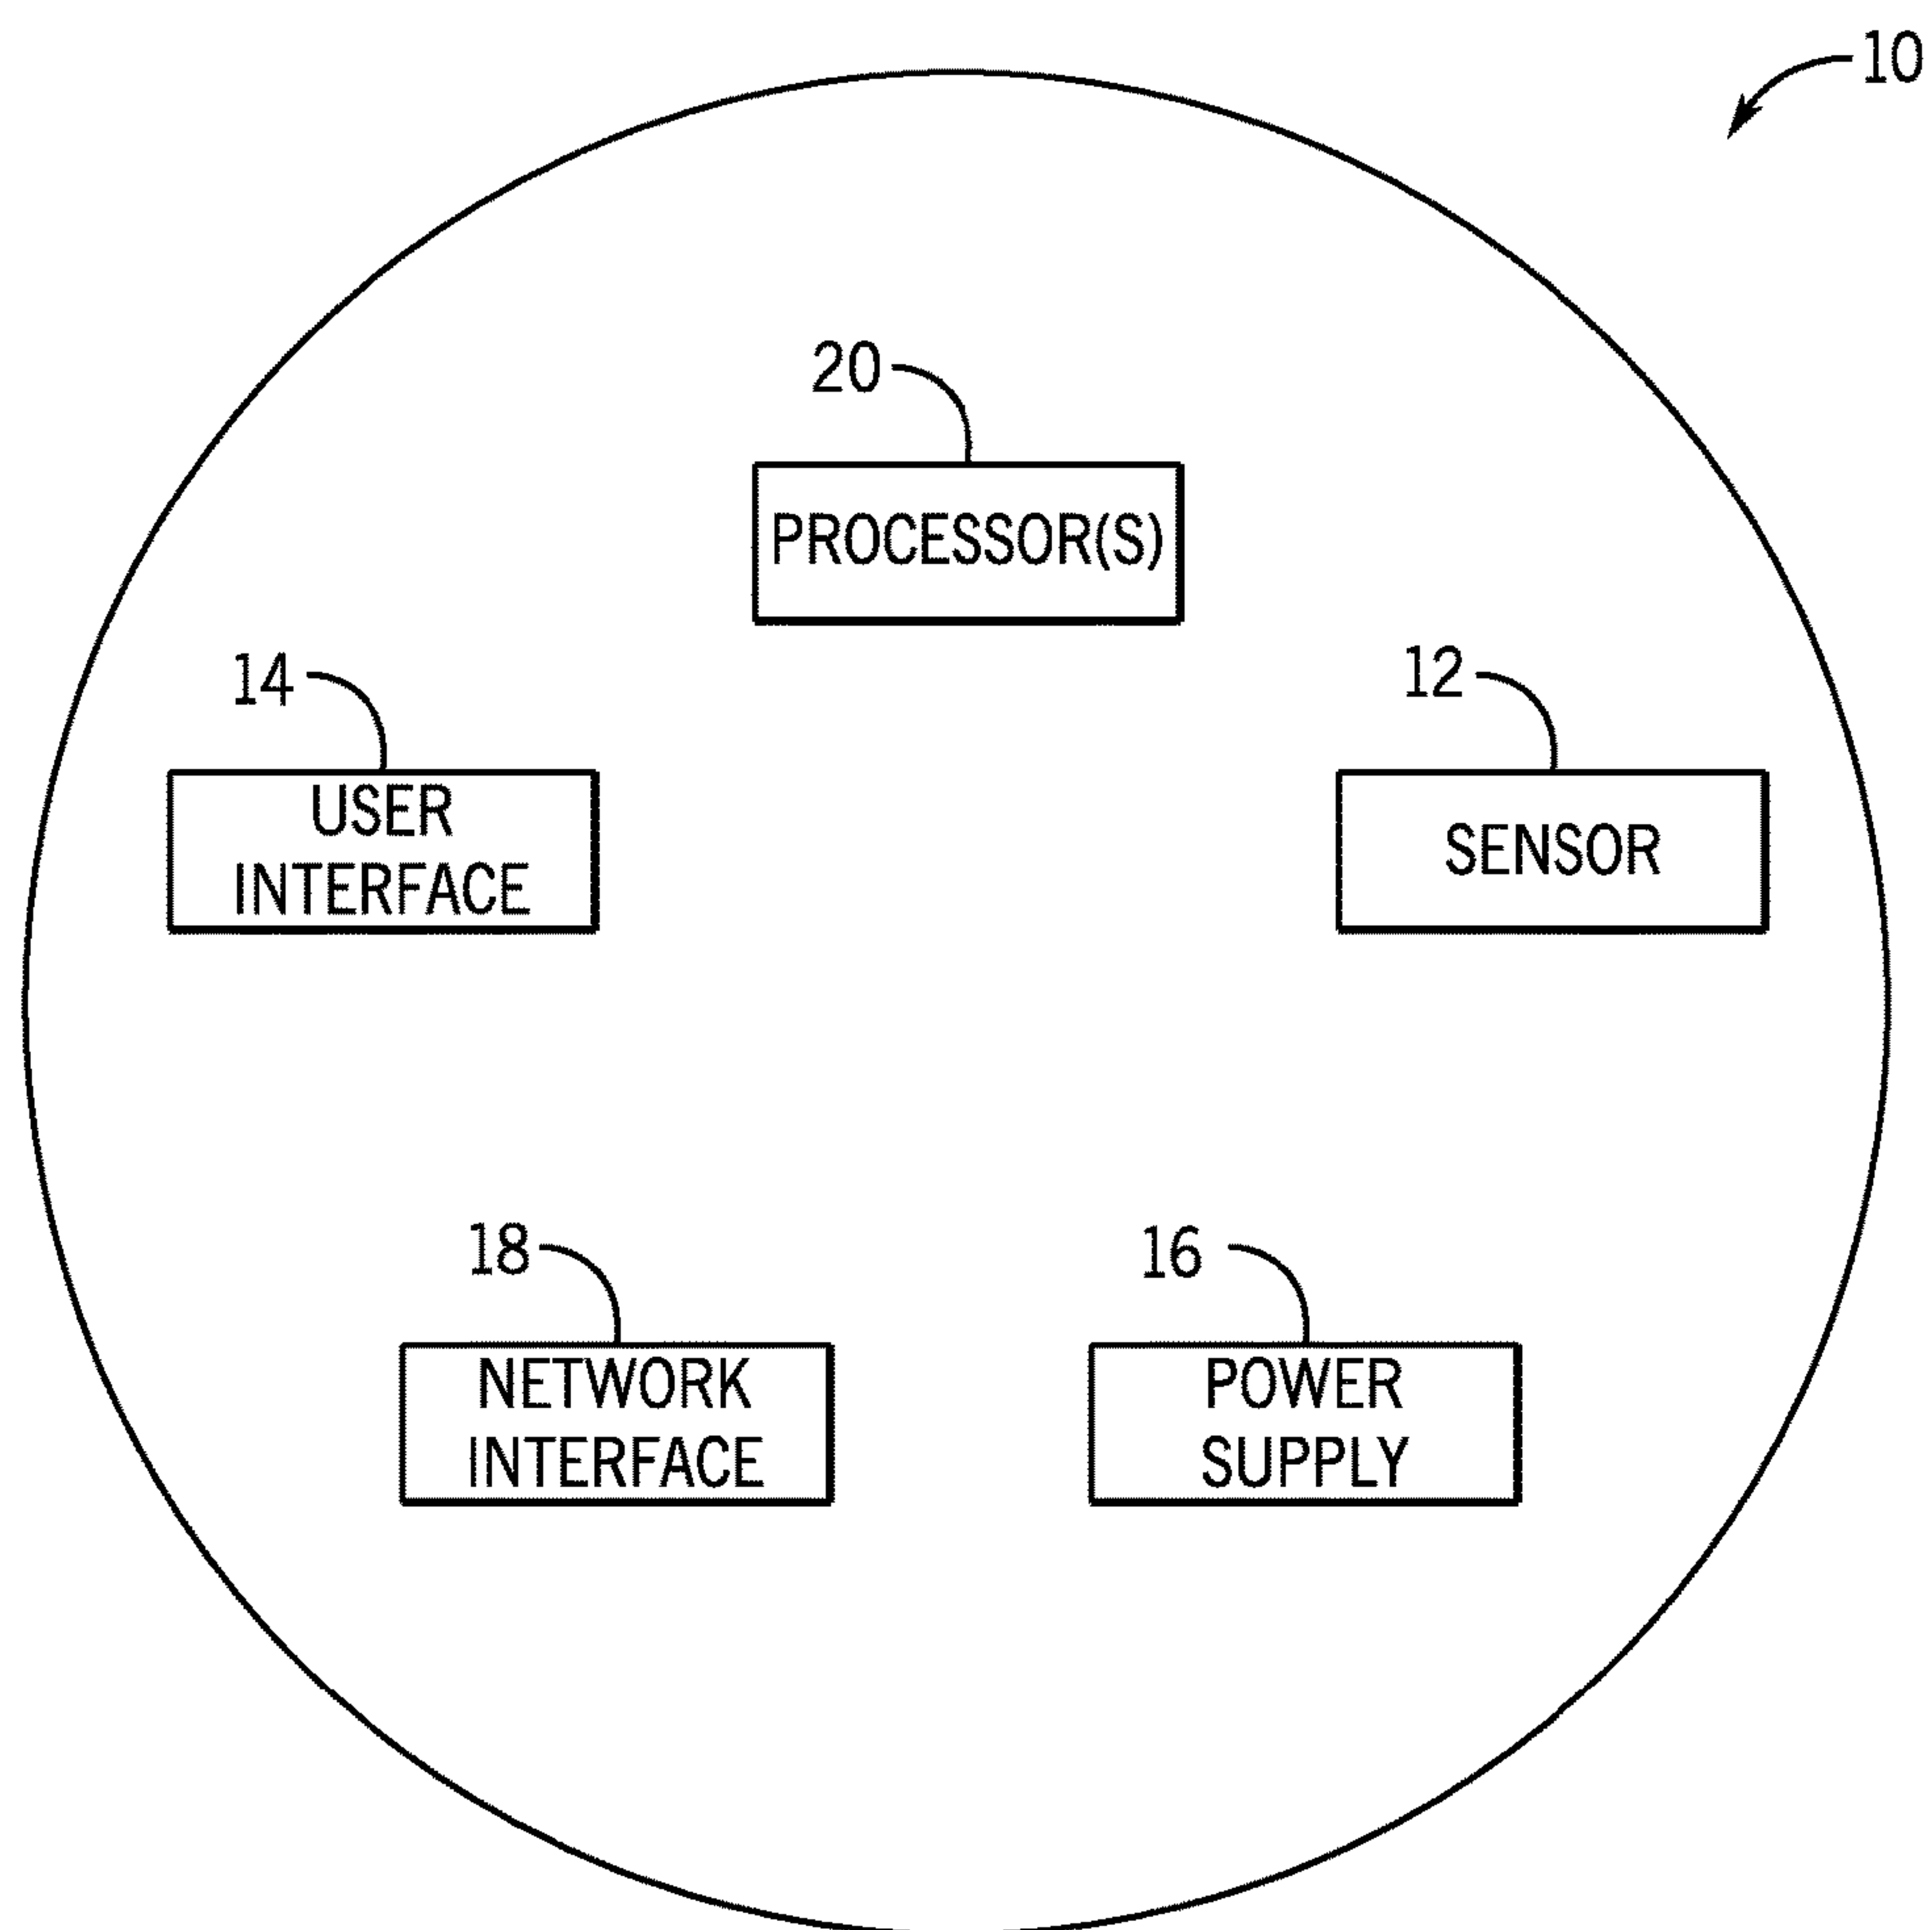 10
20
PROCESSOR(S)
14
12
USER
INTERFACE
SENSOR
18
16
NETWORK
INTERFACE
POWER
SUPPLY